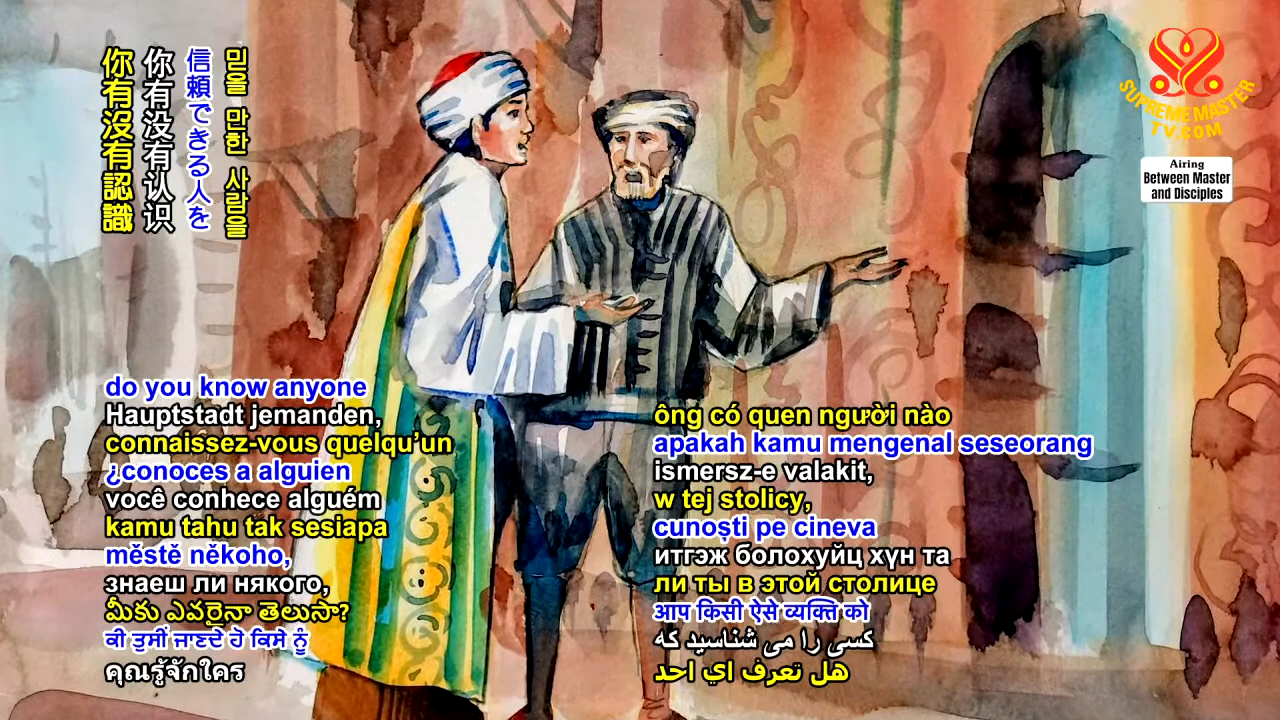 你有沒有認識
你有没有认识
信頼できる人を
믿을 만한 사람을
SUPREME MASTER
TV.COM
Airing
Between Master
and Disciples
do you know anyone
Hauptstadt jemanden,
connaissez-vous quelqu’un
¿conoces a alguien
você conhece alguém
kamu tahu tak sesiapa
městě někoho,
знаеш ли някого,
మీకు ఎవరైనా తెలుసా?
ਕੀ ਤੁਸੀਂ ਜਾਣਦੇ ਹੋ ਕਿਸੇ ਨੂੰ
คุณรู้จักใคร
ông có quen người nào
apakah kamu mengenal seseorang
ismersz-e valakit,
w tej stolicy,
cunoști pe cineva
итгэж болохуйц хүн та
ли ты в этой столице
आप किसी ऐसे व्यक्ति को
کسی را می شناسید که
هل تعرف اي احد